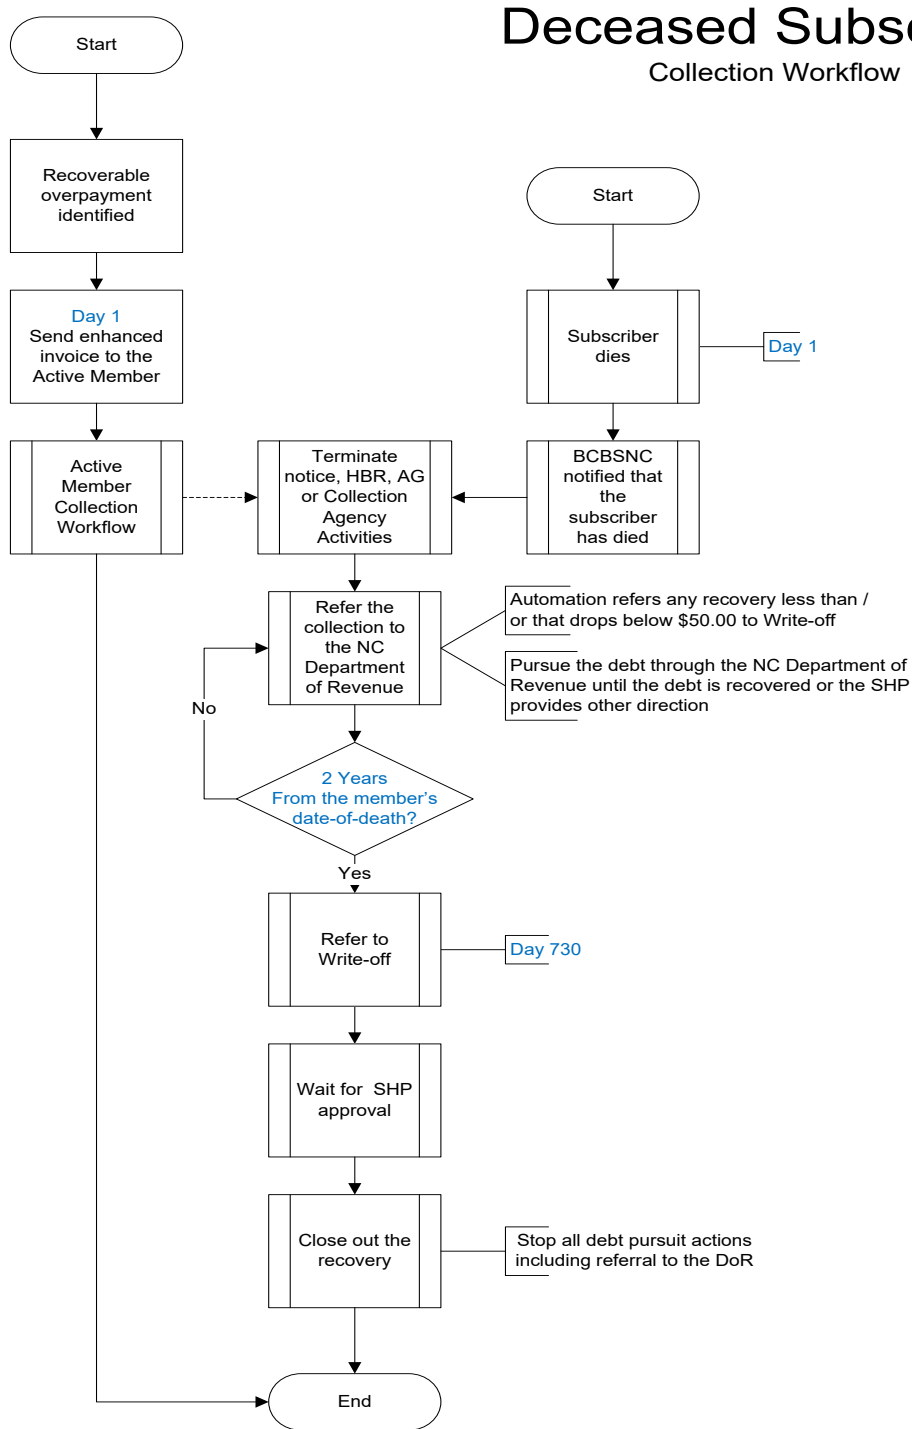 Deceased Subsc
Collection Workflow
Start
Recoverable
overpayment
identified
Start
Day 1
Send enhanced
invoice to the
Active Member
Subscriber
dies
Day 1
Active
Member
Collection
Workflow
Terminate
notice, HBR, AG
or Collection
Agency
Activities
BCBSNC
notified that
the
subscriber
has died
Refer the
collection to
the NC
Department
of Revenue
Automation refers any recovery less than /
or that drops below $50.00 to Write-off
Pursue the debt through the NC Department of
Revenue until the debt is recovered or the SHP
provides other direction
No
2 Years
From the member's
date-of-death?
Yes
Refer to
Write-off
Day 730
Wait for SHP
approval
Close out the
recovery
Stop all debt pursuit actions
including referral to the DoR
End